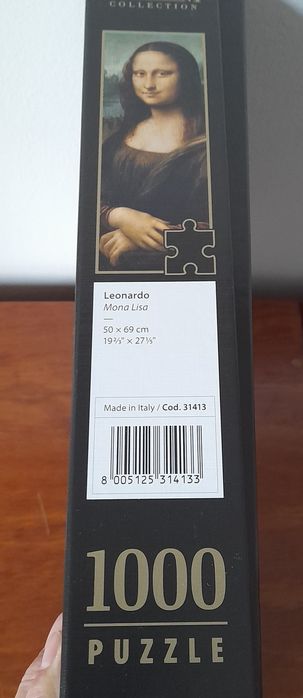 COLLECTION
Leonardo
Mona Lisa
50 x 69 cm
19⅔" x 27⅕"
Made in Italy / Cod. 31413
8 005125 314133
1000
PUZZLE